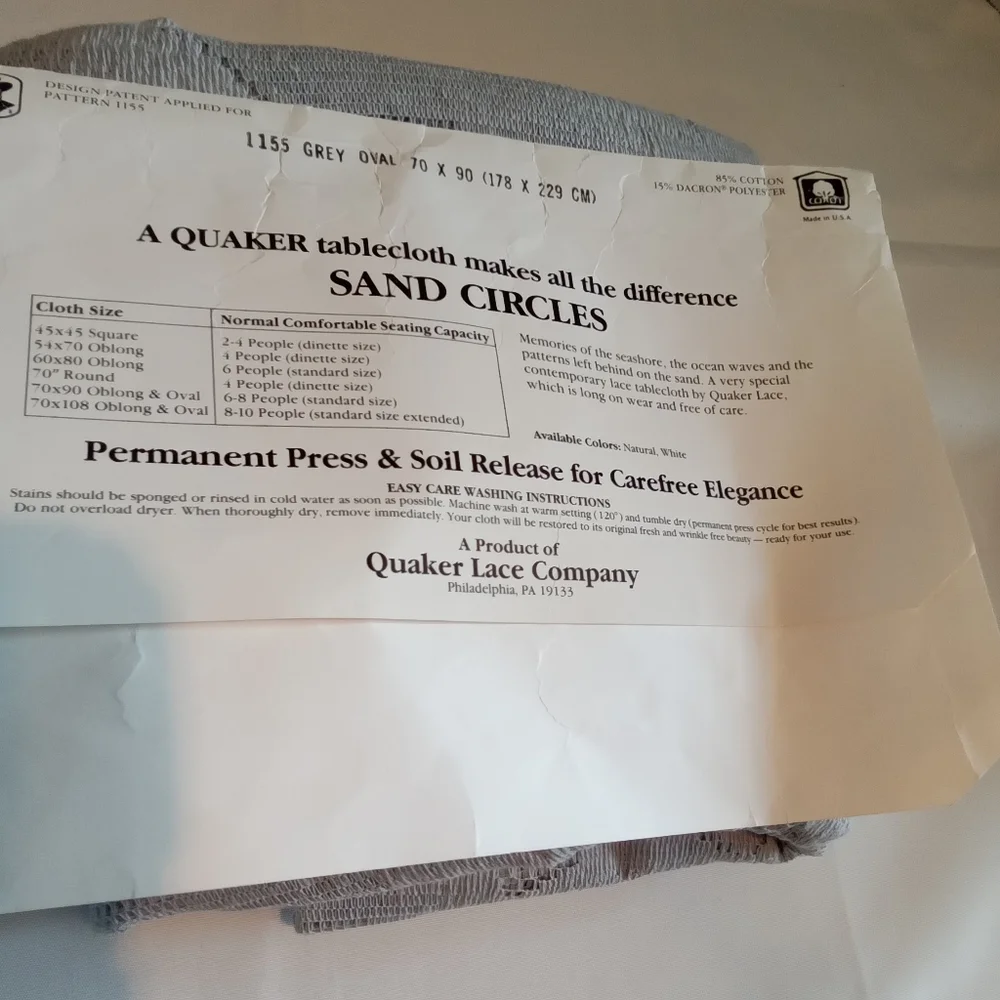 DESIGN PATENT APPLIED FOR
PATTERN 1155
1155 GREY OVAL 70 X 90 (178 X 229 CM)
85% COTTON
15% DACRON® POLYESTER
Made in U.S.A.
A QUAKER tablecloth makes all the difference
SAND CIRCLES
Cloth Size Normal Comfortable Seating Capacity
45x45 Square 2-4 People (dinette size)
54x70 Oblong 4 People (dinette size)
60x80 Oblong 6 People (standard size)
70" Round 4 People (dinette size)
70x90 Oblong & Oval 6-8 People (standard size)
70x108 Oblong & Oval 8-10 People (standard size extended)
Memories of the seashore, the ocean waves and the
patterns left behind on the sand. A very special
contemporary lace tablecloth by Quaker Lace,
which is long on wear and free of care.
Available Colors: Natural, White
Permanent Press & Soil Release for Carefree Elegance
EASY CARE WASHING INSTRUCTIONS
Stains should be sponged or rinsed in cold water as soon as possible. Machine wash at warm setting (120°) and tumble dry (permanent press cycle for best results).
Do not overload dryer. When thoroughly dry, remove immediately. Your cloth will be restored to its original fresh and wrinkle free beauty — ready for your use.
A Product of
Quaker Lace Company
Philadelphia, PA 19133